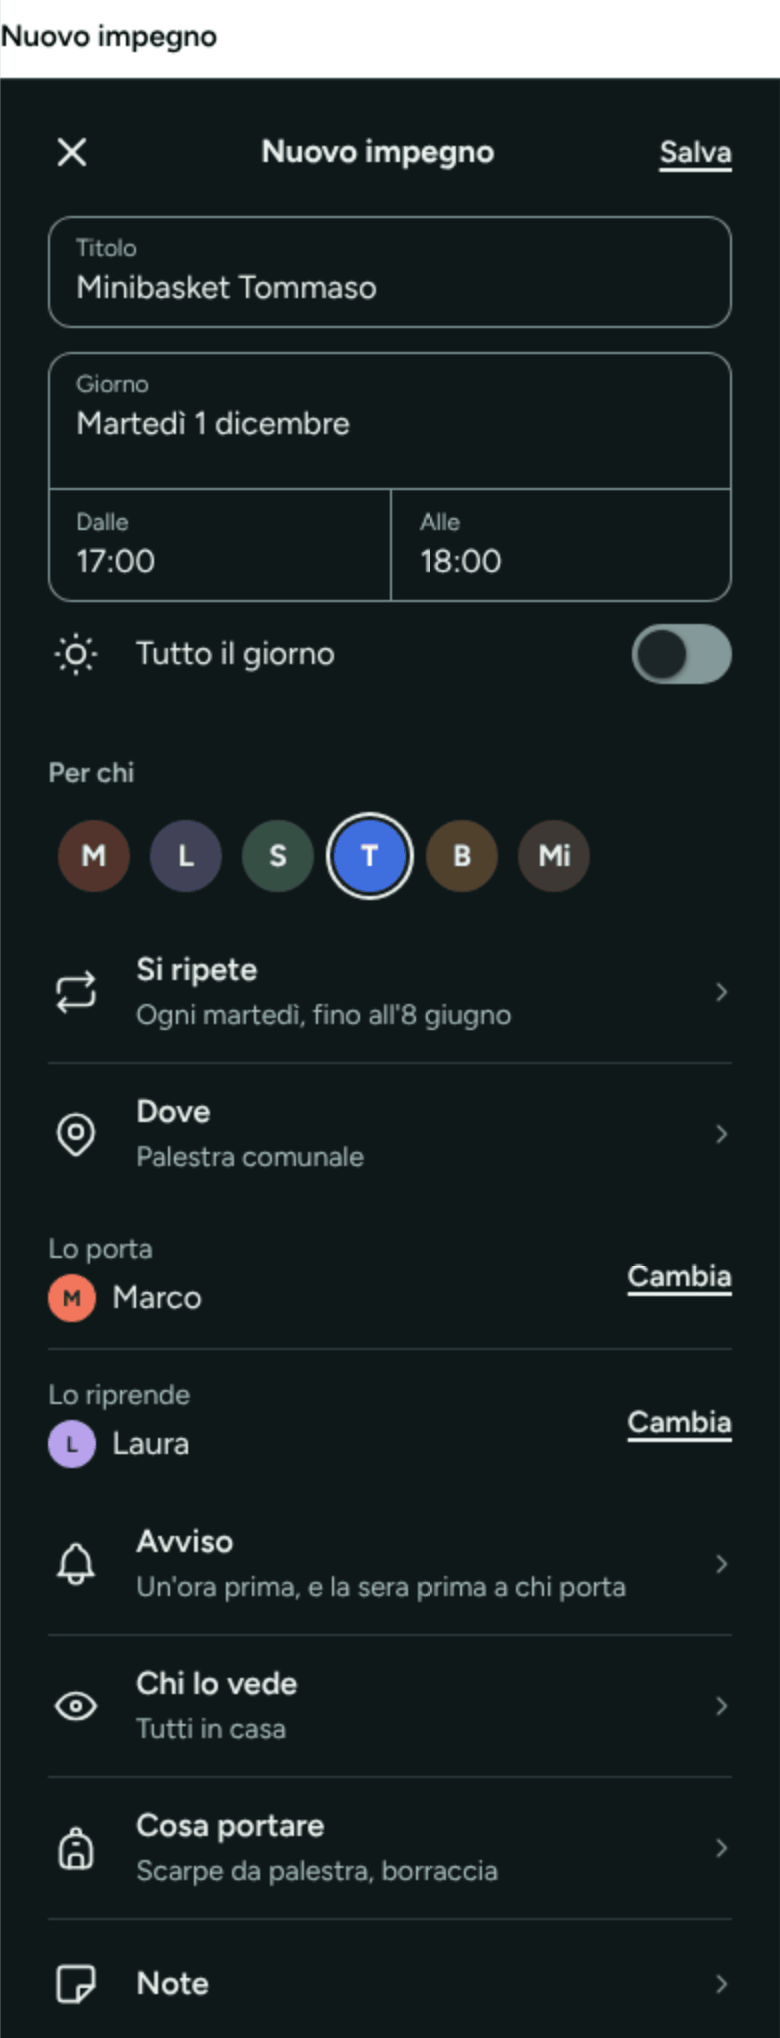 Nuovo impegno
Nuovo impegno Salva
Titolo
Minibasket Tommaso
Giorno
Martedì 1 dicembre
Dalle Alle
17:00 18:00
Tutto il giorno
Per chi
M L S T B Mi
Si ripete
Ogni martedì, fino all'8 giugno
Dove
Palestra comunale
Lo porta
M Marco
Cambia
Lo riprende
L Laura
Cambia
Avviso
Un'ora prima, e la sera prima a chi porta
Chi lo vede
Tutti in casa
Cosa portare
Scarpe da palestra, borraccia
Note